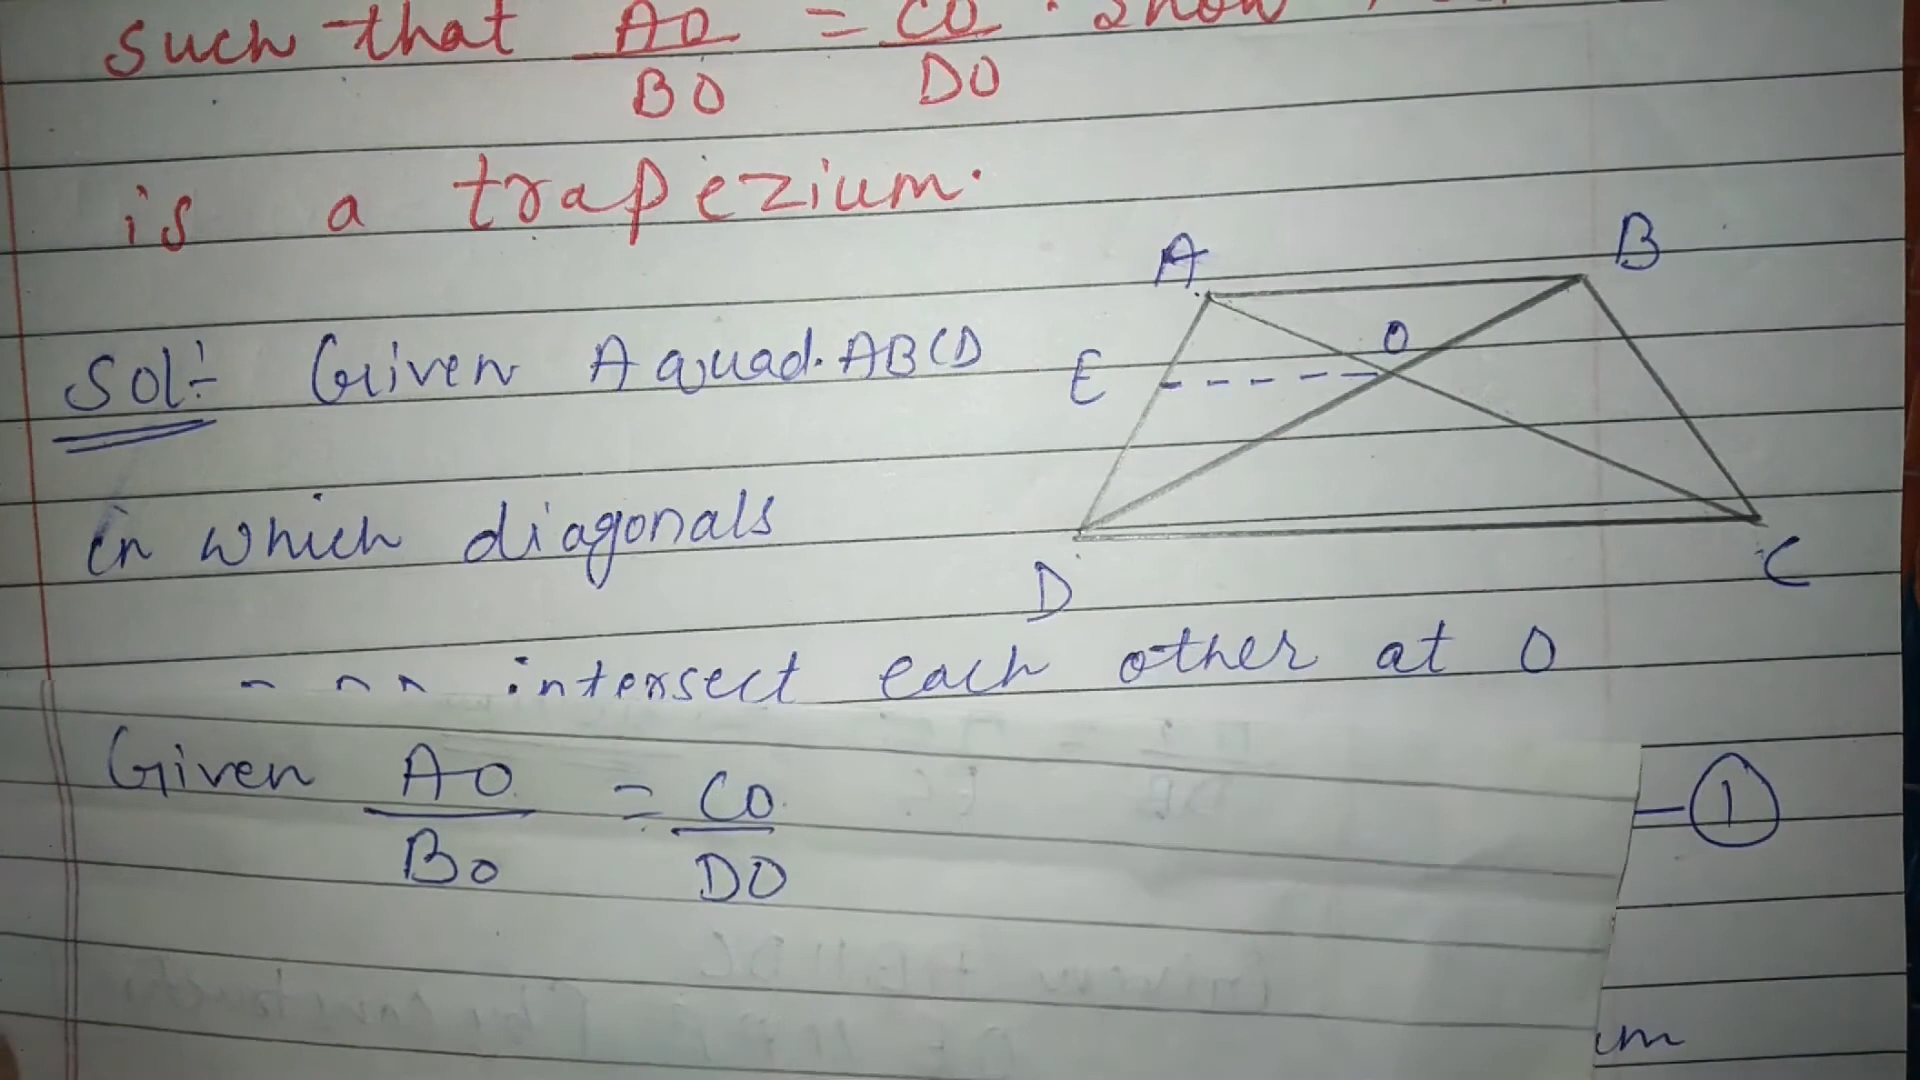 such that AO/BO = CO/DO . Show
is a trapezium.
A B
Sol:- Given A quad. ABCD
E O
in which diagonals
D C
intersect each other at O
Given AO/BO = CO/DO —①
um